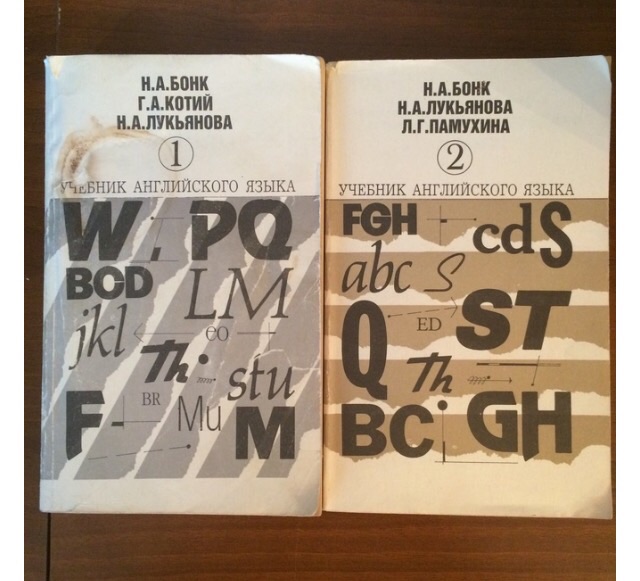 Н.А.БОНК
Г.А.КОТИЙ
Н.А.ЛУКЬЯНОВА
1
УЧЕБНИК АНГЛИЙСКОГО ЯЗЫКА
W PQ
BCD LM
jkl eo
Th stu
BR
F Mu M
Н.А.БОНК
Н.А.ЛУКЬЯНОВА
Л.Г.ПАМУХИНА
2
УЧЕБНИК АНГЛИЙСКОГО ЯЗЫКА
FGH cdS
abc S
Q ED ST
Th
BC GH